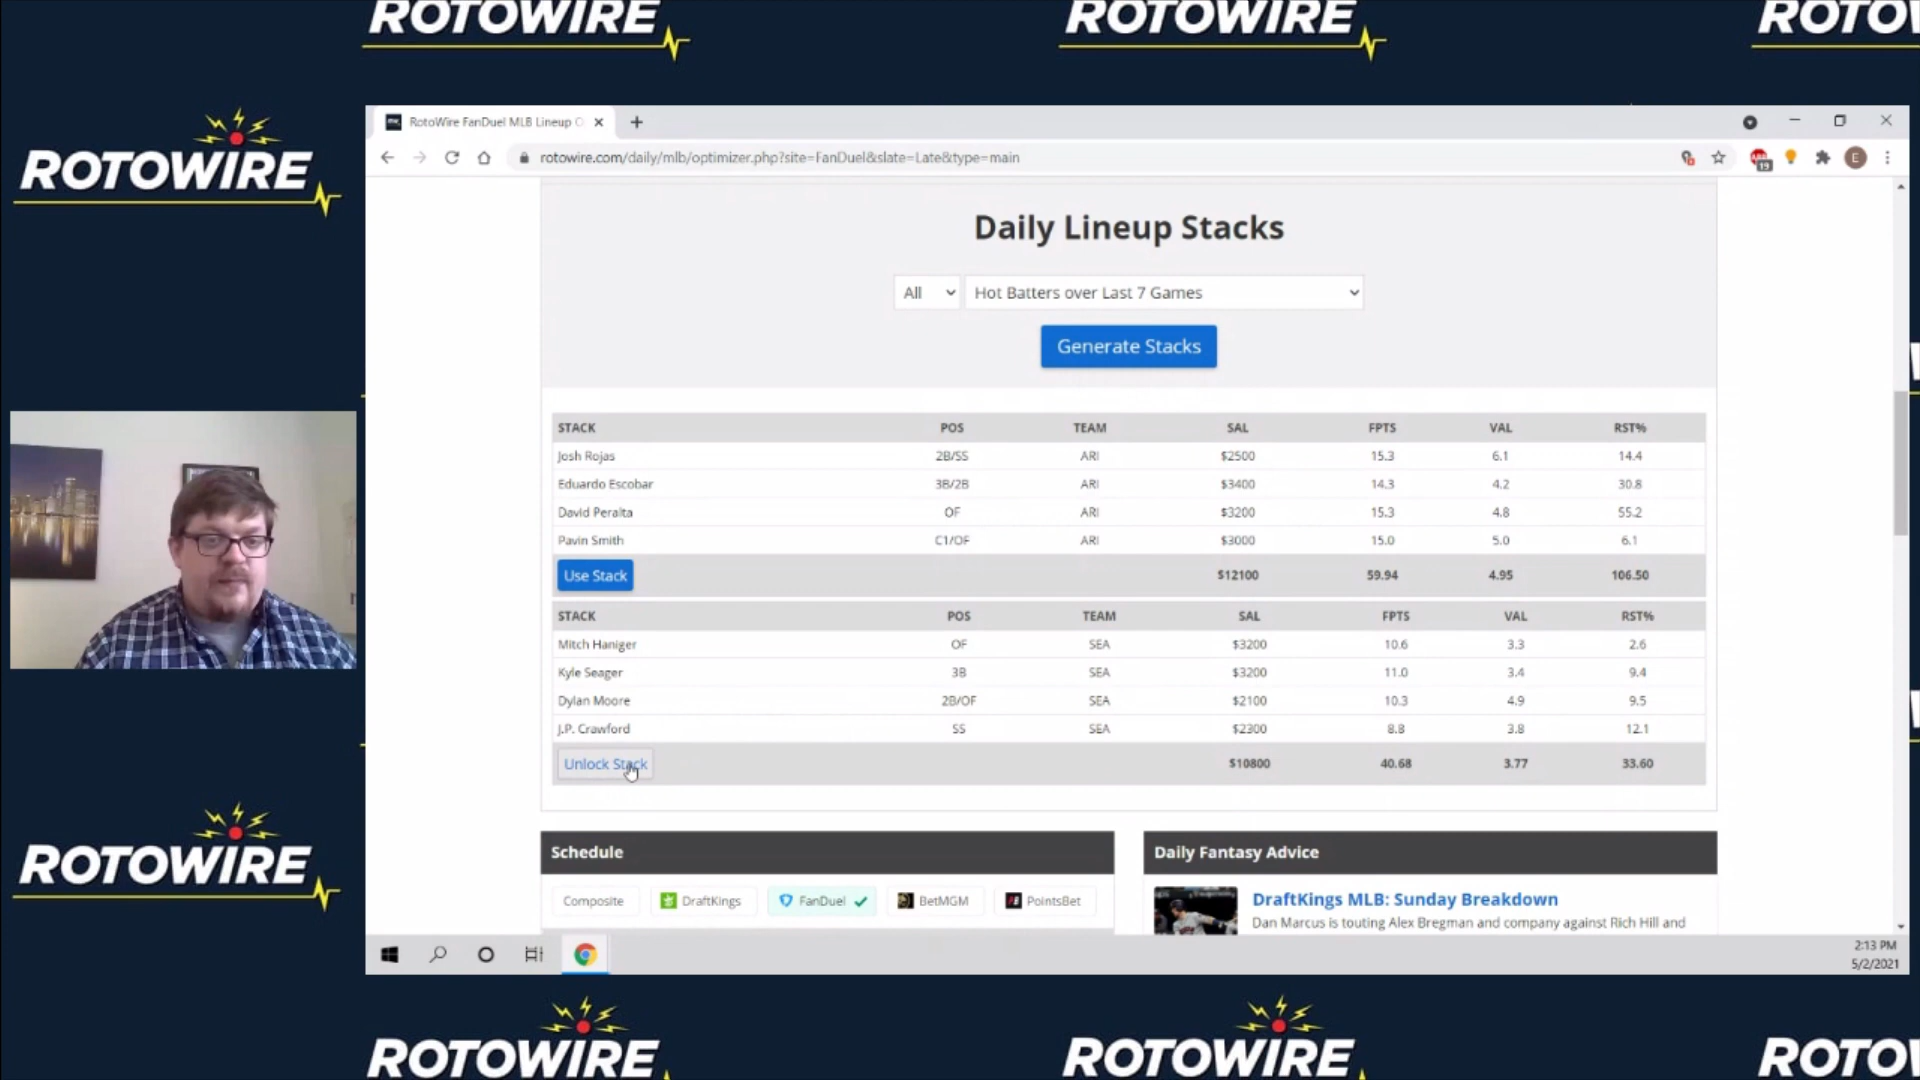 ROTOWIRE
ROTOWIRE
ROTOW
ROTOWIRE
RotoWire FanDuel MLB Lineup O
rotowire.com/daily/mlb/optimizer.php?site=FanDuel&slate=Late&type=main
19
E
Daily Lineup Stacks
All
Hot Batters over Last 7 Games
Generate Stacks
STACK POS TEAM SAL FPTS VAL RST%
Josh Rojas 2B/SS ARI $2500 15.3 6.1 14.4
Eduardo Escobar 3B/2B ARI $3400 14.3 4.2 30.8
David Peralta OF ARI $3200 15.3 4.8 55.2
Pavin Smith C1/OF ARI $3000 15.0 5.0 6.1
Use Stack $12100 59.94 4.95 106.50
STACK POS TEAM SAL FPTS VAL RST%
Mitch Haniger OF SEA $3200 10.6 3.3 2.6
Kyle Seager 3B SEA $3200 11.0 3.4 9.4
Dylan Moore 2B/OF SEA $2100 10.3 4.9 9.5
J.P. Crawford SS SEA $2300 8.8 3.8 12.1
Unlock Stack $10800 40.68 3.77 33.60
Schedule
Composite DraftKings FanDuel BetMGM PointsBet
Daily Fantasy Advice
DraftKings MLB: Sunday Breakdown
Dan Marcus is touting Alex Bregman and company against Rich Hill and
2:13 PM
5/2/2021
ROTOWIRE
ROTOWIRE
ROTOWIRE
ROTOW